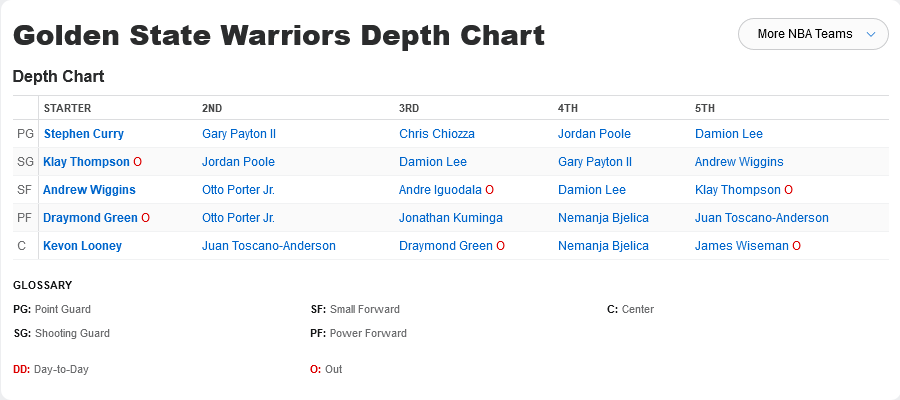 Golden State Warriors Depth Chart
More NBA Teams
Depth Chart
STARTER 2ND 3RD 4TH 5TH
PG Stephen Curry Gary Payton II Chris Chiozza Jordan Poole Damion Lee
SG Klay Thompson O Jordan Poole Damion Lee Gary Payton II Andrew Wiggins
SF Andrew Wiggins Otto Porter Jr. Andre Iguodala O Damion Lee Klay Thompson O
PF Draymond Green O Otto Porter Jr. Jonathan Kuminga Nemanja Bjelica Juan Toscano-Anderson
C Kevon Looney Juan Toscano-Anderson Draymond Green O Nemanja Bjelica James Wiseman O
GLOSSARY
PG: Point Guard SF: Small Forward C: Center
SG: Shooting Guard PF: Power Forward
DD: Day-to-Day O: Out